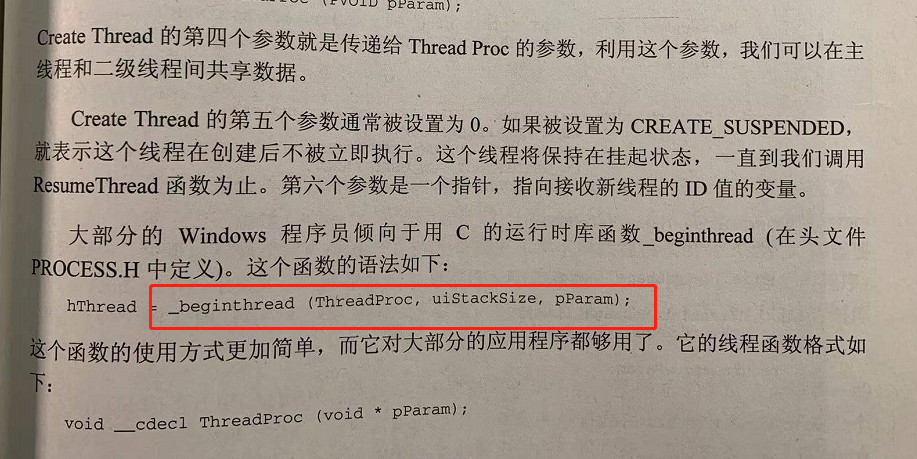 (PVOID pParam);
Create Thread 的第四个参数就是传递给 Thread Proc 的参数，利用这个参数，我们可以在主
线程和二级线程间共享数据。
Create Thread 的第五个参数通常被设置为 0。如果被设置为 CREATE_SUSPENDED，
就表示这个线程在创建后不被立即执行。这个线程将保持在挂起状态，一直到我们调用
ResumeThread 函数为止。第六个参数是一个指针，指向接收新线程的 ID 值的变量。
大部分的 Windows 程序员倾向于用 C 的运行时库函数_beginthread (在头文件
PROCESS.H 中定义)。这个函数的语法如下：
hThread = _beginthread (ThreadProc, uiStackSize, pParam);
这个函数的使用方式更加简单，而它对大部分的应用程序都够用了。它的线程函数格式如
下：
void __cdecl ThreadProc (void * pParam);